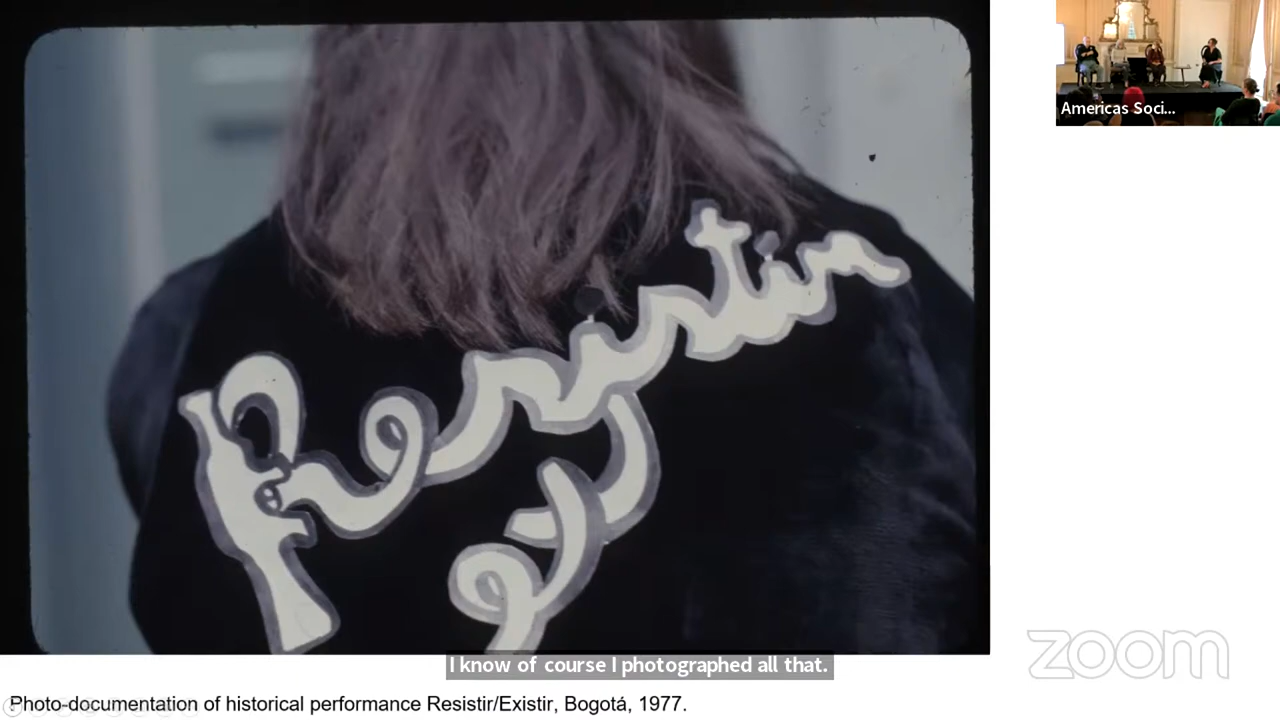 Resistir
ex
Americas Soci...
I know of course I photographed all that.
Photo-documentation of historical performance Resistir/Existir, Bogotá, 1977.
zoom